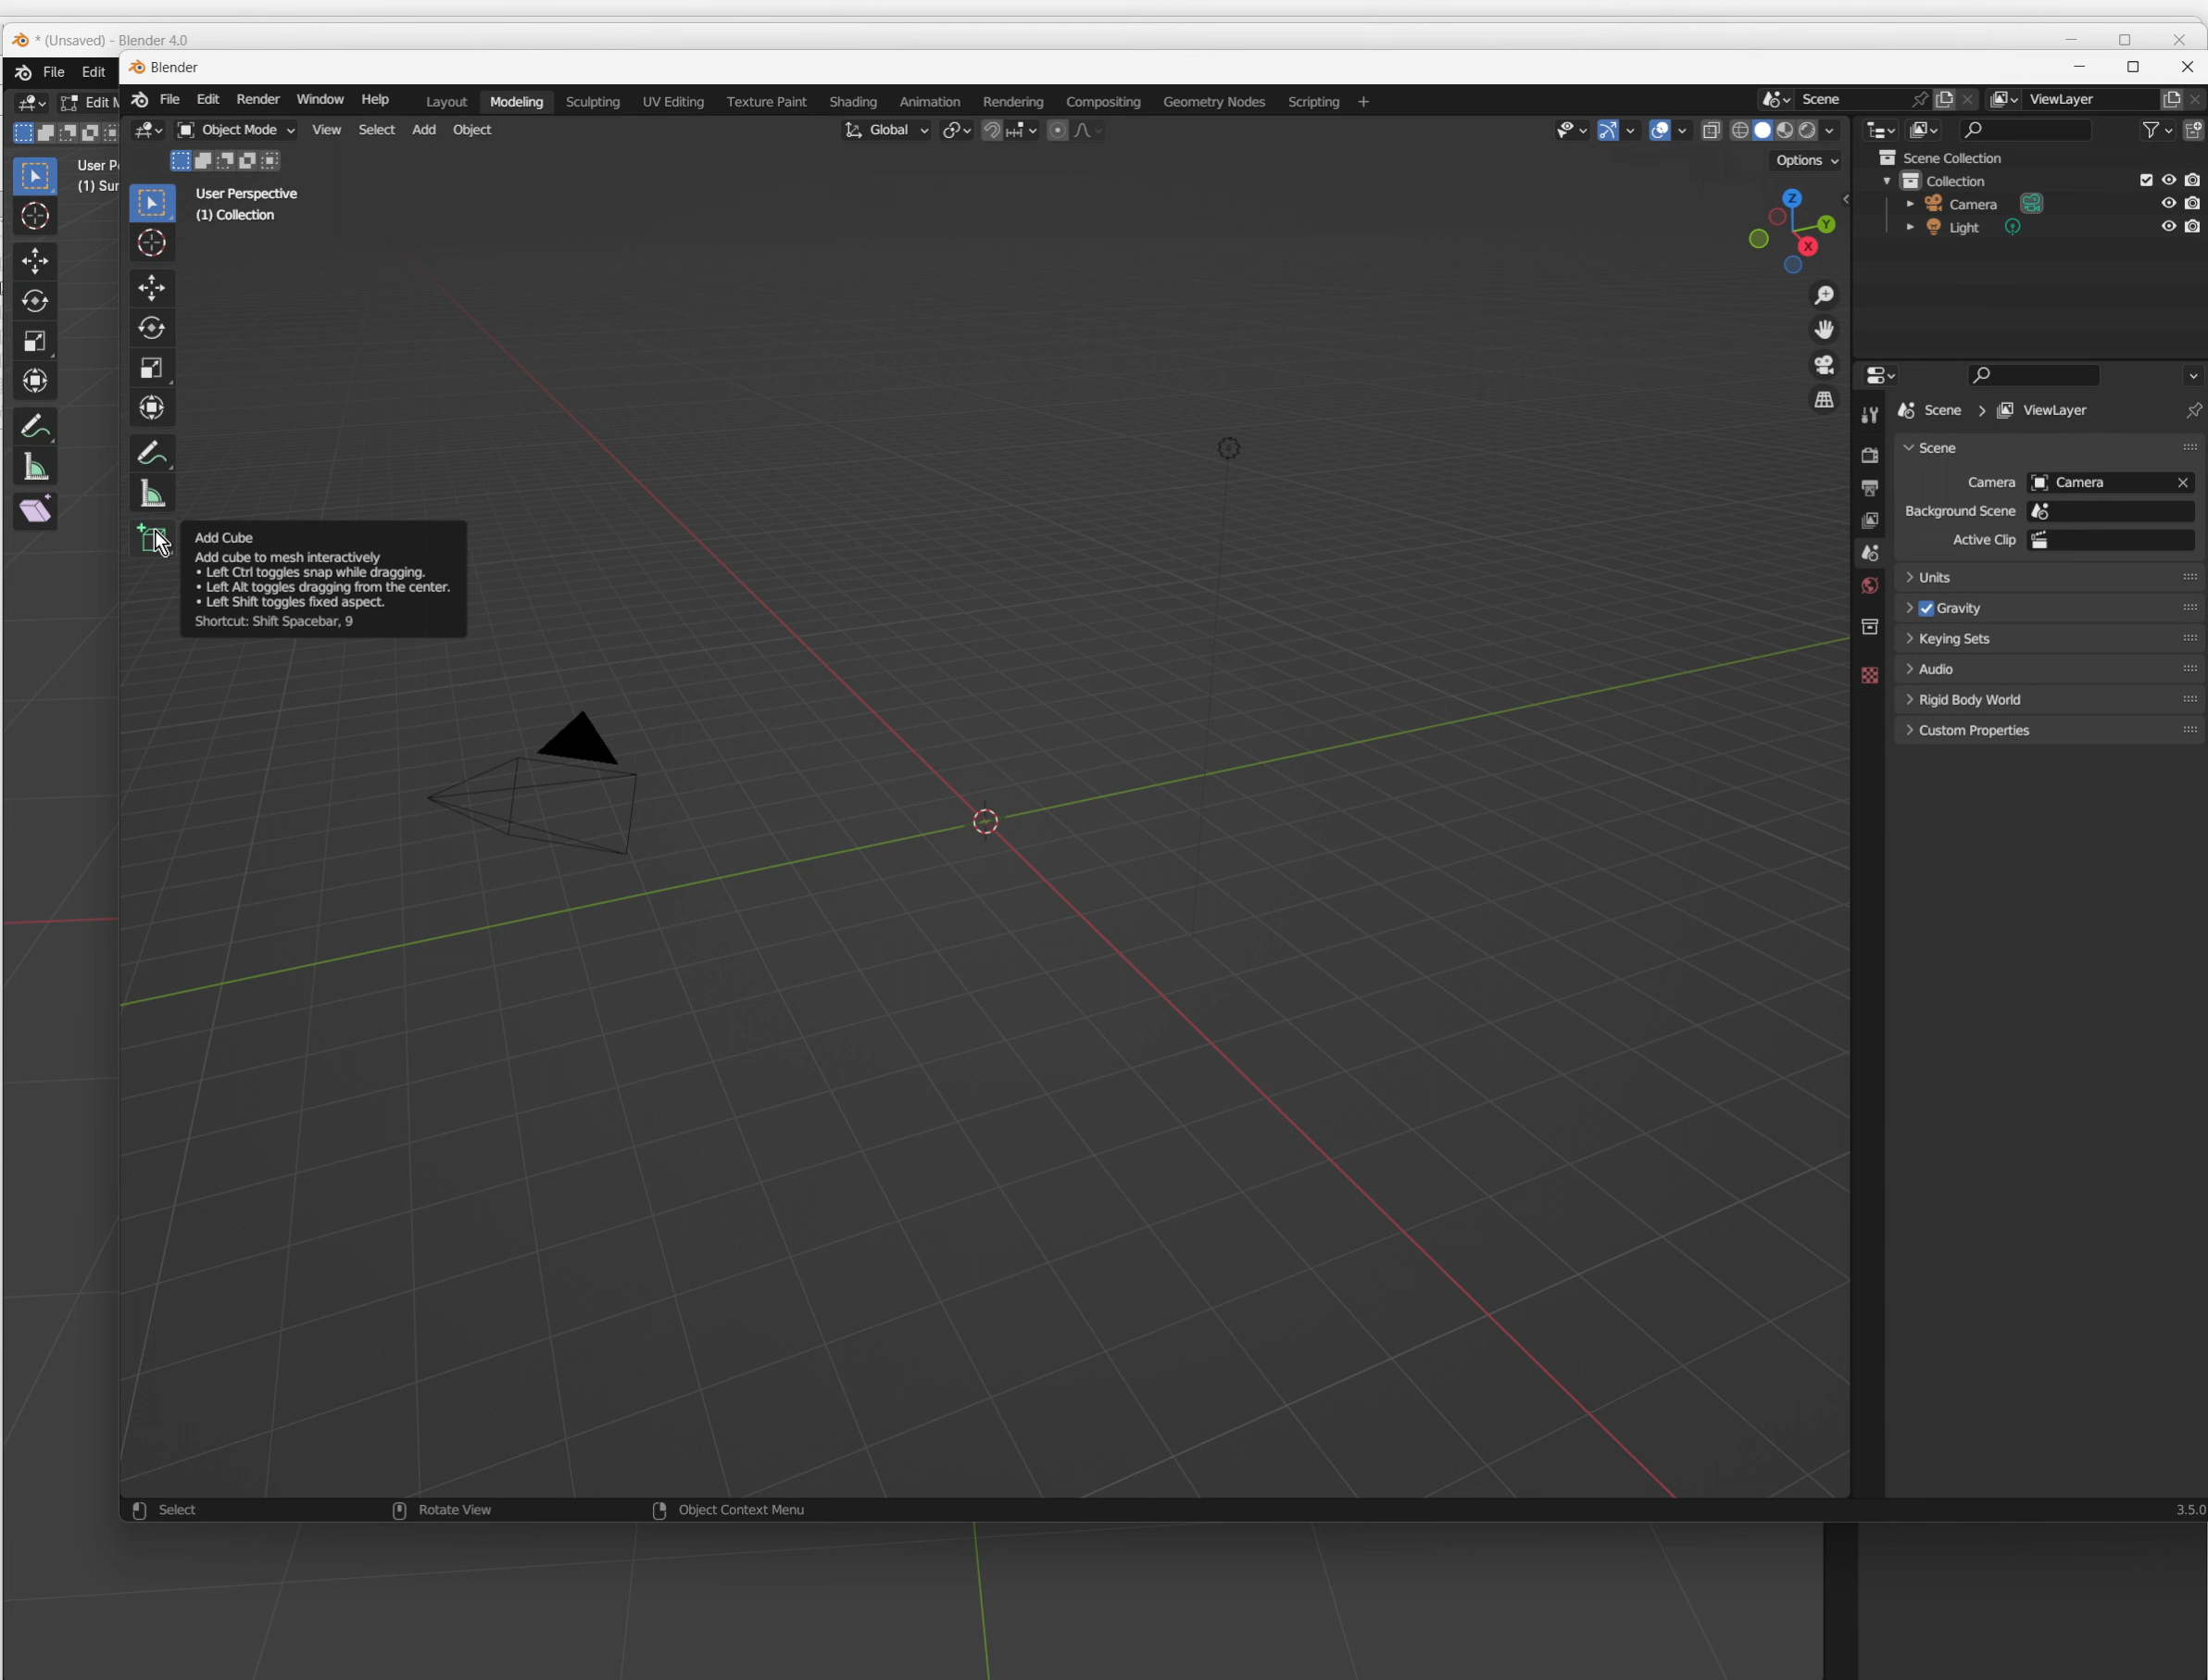 * (Unsaved) - Blender 4.0
Blender
File Edit
File Edit Render Window Help Layout Modeling Sculpting UV Editing Texture Paint Shading Animation Rendering Compositing Geometry Nodes Scripting + Scene ViewLayer
Edit M
Object Mode View Select Add Object Global
Options
User P
(1) Sur
User Perspective
(1) Collection
Z
Y
X
Scene Collection
Collection
Camera
Light
Scene > ViewLayer
Scene
Camera Camera
Background Scene
Active Clip
Units
Gravity
Keying Sets
Audio
Rigid Body World
Custom Properties
Add Cube
Add cube to mesh interactively
• Left Ctrl toggles snap while dragging.
• Left Alt toggles dragging from the center.
• Left Shift toggles fixed aspect.
Shortcut: Shift Spacebar, 9
Select Rotate View Object Context Menu 3.5.0